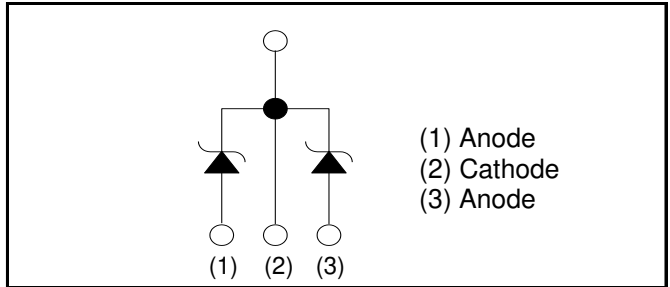 (1) Anode
(2) Cathode
(3) Anode
(1) (2) (3)